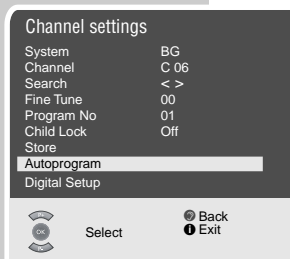 Channel settings
System BG
Channel C 06
Search < >
Fine Tune 00
Program No 01
Child Lock Off
Store
Autoprogram
Digital Setup
OK Select
Back
Exit